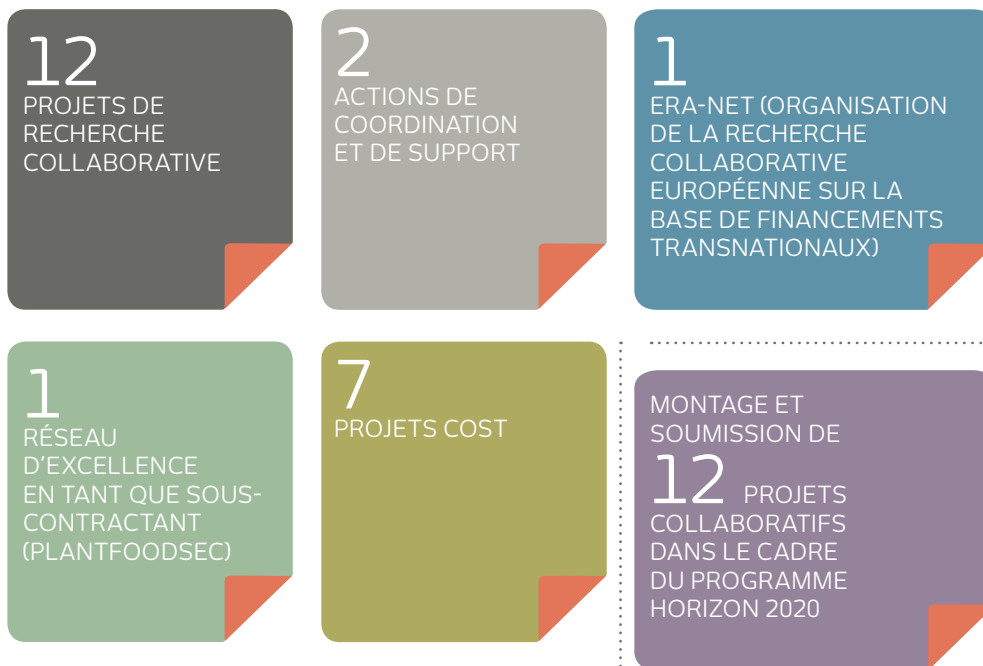 12
PROJETS DE
RECHERCHE
COLLABORATIVE
2
ACTIONS DE
COORDINATION
ET DE SUPPORT
1
ERA-NET (ORGANISATION
DE LA RECHERCHE
COLLABORATIVE
EUROPÉENNE SUR LA
BASE DE FINANCEMENTS
TRANSNATIONAUX)
1
RÉSEAU
D'EXCELLENCE
EN TANT QUE SOUS-
CONTRACTANT
(PLANTFOODSEC)
7
PROJETS COST
MONTAGE ET
SOUMISSION DE
12 PROJETS
COLLABORATIFS
DANS LE CADRE
DU PROGRAMME
HORIZON 2020